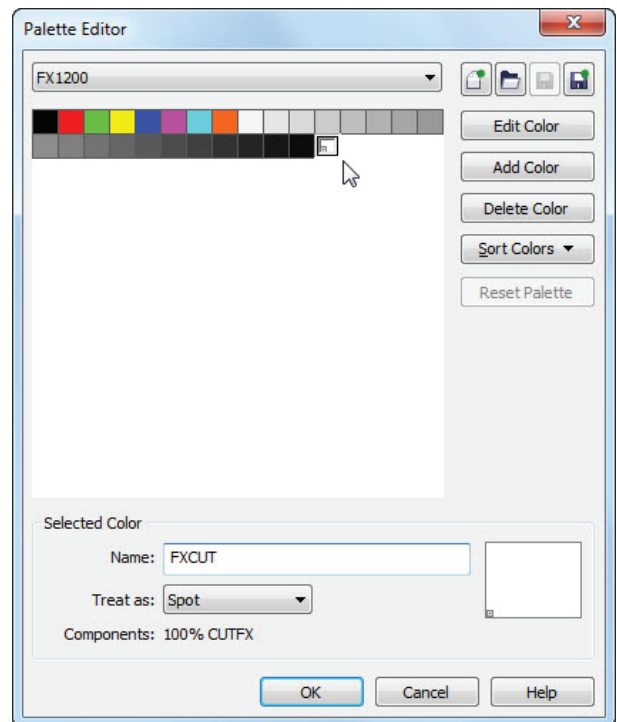 Palette Editor
FX1200
Edit Color
Add Color
Delete Color
Sort Colors
Reset Palette
Selected Color
Name: FXCUT
Treat as: Spot
Components: 100% CUTFX
OK Cancel Help